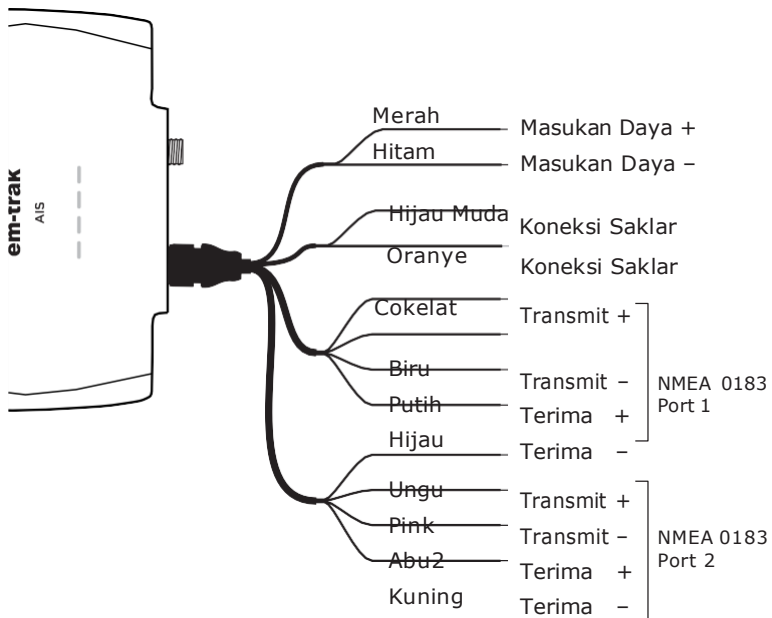 em-trak
AIS
Merah
Masukan Daya +
Hitam
Masukan Daya –
Hijau Muda
Koneksi Saklar
Oranye
Koneksi Saklar
Cokelat
Transmit +
Biru
Transmit –
NMEA 0183
Port 1
Putih
Terima +
Hijau
Terima –
Ungu
Transmit +
Pink
Transmit –
NMEA 0183
Port 2
Abu2
Terima +
Kuning
Terima –